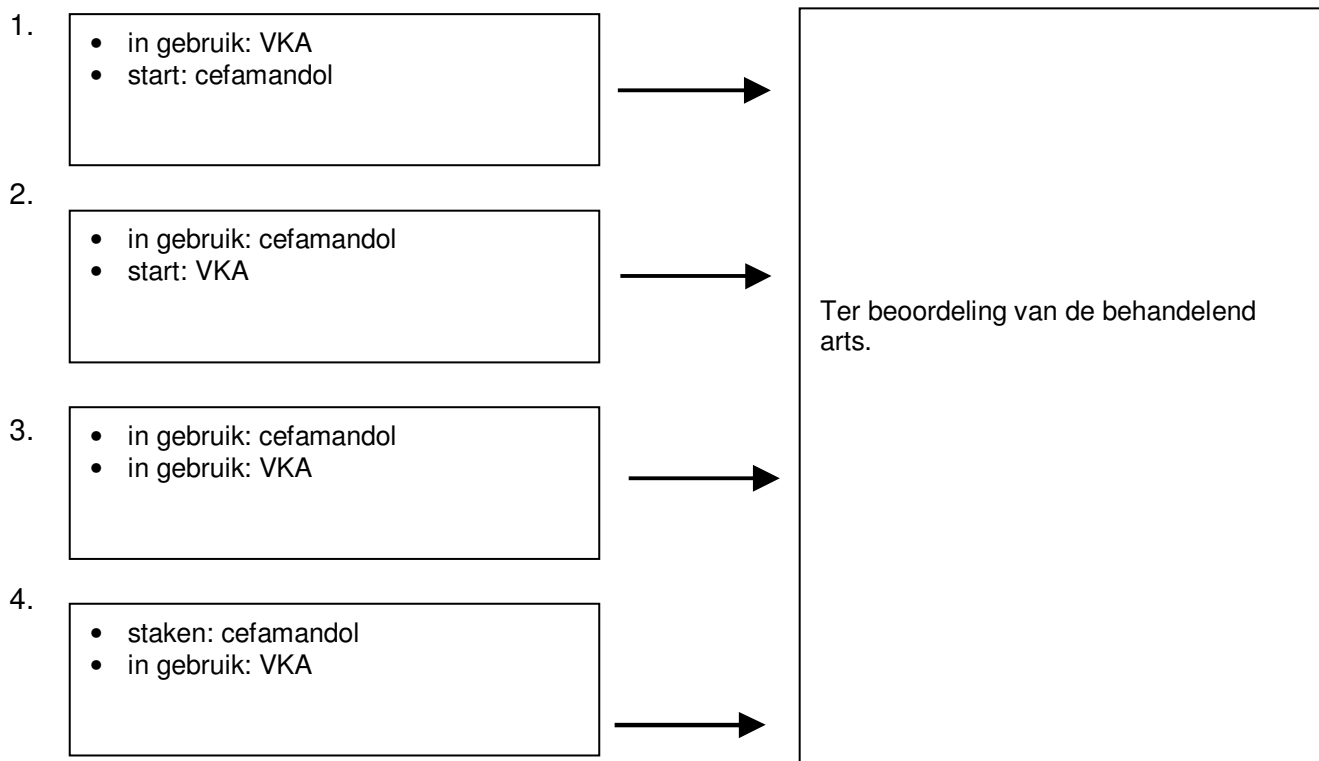 1.
• in gebruik: VKA
• start: cefamandol
2.
• in gebruik: cefamandol
• start: VKA
3.
• in gebruik: cefamandol
• in gebruik: VKA
4.
• staken: cefamandol
• in gebruik: VKA
Ter beoordeling van de behandelend
arts.